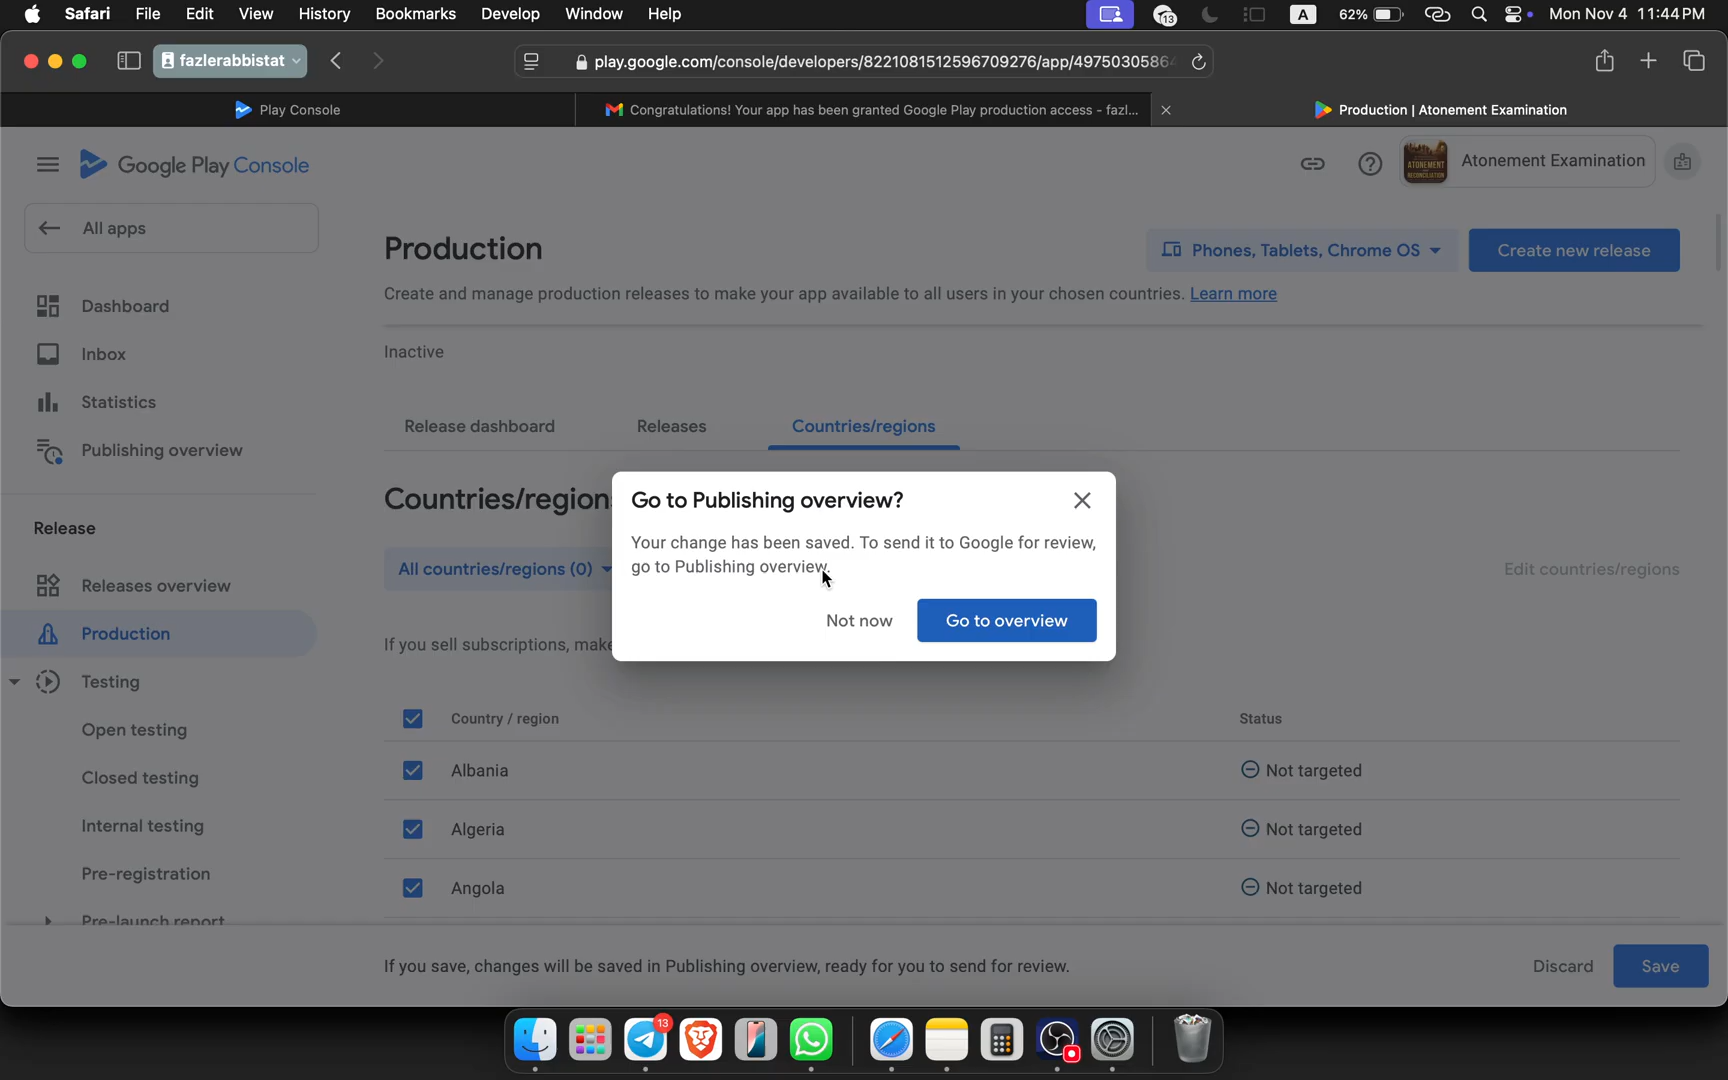 Safari File Edit View History Bookmarks Develop Window Help 13 A 62% Mon Nov 4 11:44 PM
fazlerabbistat play.google.com/console/developers/8221081512596709276/app/49750305864
Play Console Congratulations! Your app has been granted Google Play production access - fazl... Production | Atonement Examination
Google Play Console Atonement Examination
ATONEMENT
RECONCILIATION
All apps
Production Phones, Tablets, Chrome OS Create new release
Create and manage production releases to make your app available to all users in your chosen countries. Learn more
Dashboard
Inbox
Inactive
Statistics
Release dashboard Releases Countries/regions
Publishing overview
Countries/region
Go to Publishing overview?
Release
Your change has been saved. To send it to Google for review,
go to Publishing overview.
All countries/regions (0) Edit countries/regions
Releases overview
Not now Go to overview
Production
If you sell subscriptions, make
Testing
Country / region Status
Open testing
Albania Not targeted
Closed testing
Internal testing
Algeria Not targeted
Pre-registration
Angola Not targeted
Pre-launch report
If you save, changes will be saved in Publishing overview, ready for you to send for review. Discard Save
13